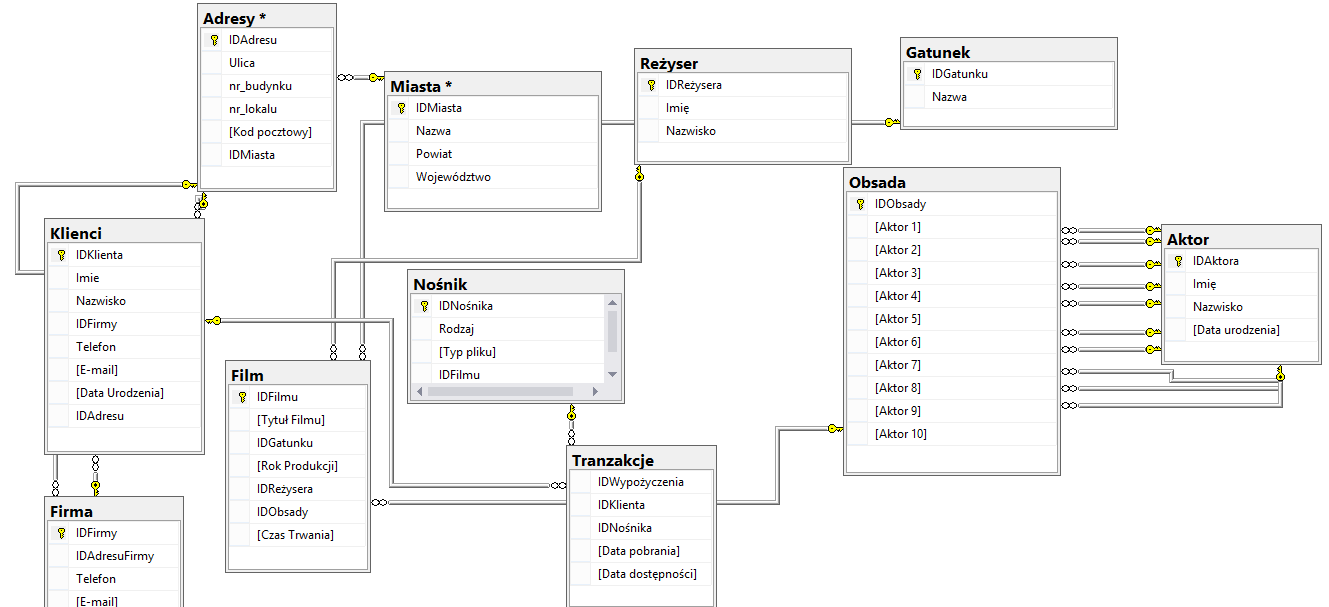 Adresy *
IDAdresu
Ulica
nr_budynku
nr_lokalu
[Kod pocztowy]
IDMiasta
Miasta *
IDMiasta
Nazwa
Powiat
Województwo
Reżyser
IDReżysera
Imię
Nazwisko
Gatunek
IDGatunku
Nazwa
Klienci
IDKlienta
Imie
Nazwisko
IDFirmy
Telefon
[E-mail]
[Data Urodzenia]
IDAdresu
Nośnik
IDNośnika
Rodzaj
[Typ pliku]
IDFilmu
Obsada
IDObsady
[Aktor 1]
[Aktor 2]
[Aktor 3]
[Aktor 4]
[Aktor 5]
[Aktor 6]
[Aktor 7]
[Aktor 8]
[Aktor 9]
[Aktor 10]
Aktor
IDAktora
Imię
Nazwisko
[Data urodzenia]
Film
IDFilmu
[Tytuł Filmu]
IDGatunku
[Rok Produkcji]
IDReżysera
IDObsady
[Czas Trwania]
Tranzakcje
IDWypożyczenia
IDKlienta
IDNośnika
[Data pobrania]
[Data dostępności]
Firma
IDFirmy
IDAdresuFirmy
Telefon
[E-mail]